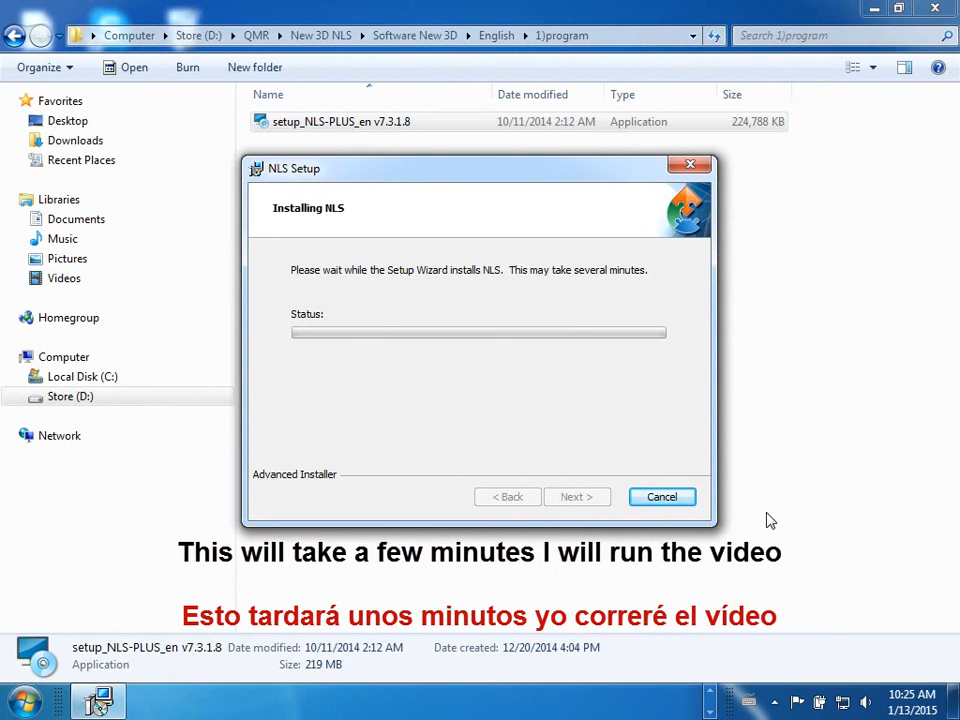 Computer
Store (D:)
QMR
New 3D NLS
Software New 3D
English
1)program
Search 1)program
Organize
Open
Burn
New folder
Favorites
Desktop
Downloads
Recent Places
Libraries
Documents
Music
Pictures
Videos
Homegroup
Computer
Local Disk (C:)
Store (D:)
Network
Name Date modified Type Size
setup_NLS-PLUS_en v7.3.1.8 10/11/2014 2:12 AM Application 224,788 KB
NLS Setup
Installing NLS
Please wait while the Setup Wizard installs NLS. This may take several minutes.
Status:
Advanced Installer
< Back
Next >
Cancel
This will take a few minutes I will run the video
Esto tardará unos minutos yo correré el vídeo
setup_NLS-PLUS_en v7.3.1.8 Date modified: 10/11/2014 2:12 AM Date created: 12/20/2014 4:04 PM
Application Size: 219 MB
10:25 AM
1/13/2015